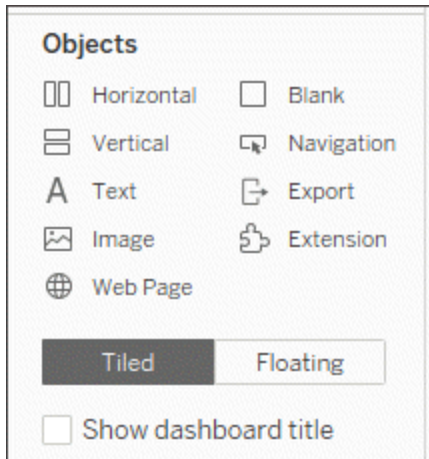 Objects
Horizontal Blank
Vertical Navigation
A Text Export
Image Extension
Web Page
Tiled Floating
Show dashboard title